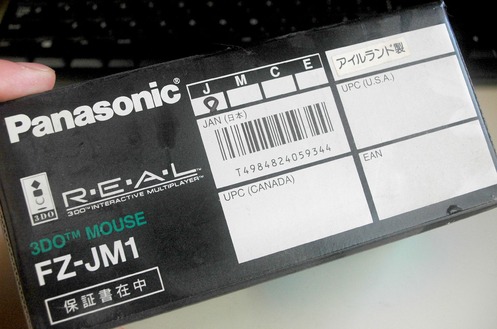 Panasonic®
J M C E
アイルランド製
JAN (日本)
T4984824059344
UPC (U.S.A.)
UPC (CANADA)
EAN
3DO
R·E·A·L
3DO™ INTERACTIVE MULTIPLAYER™
3DO™ MOUSE
FZ-JM1
保証書在中